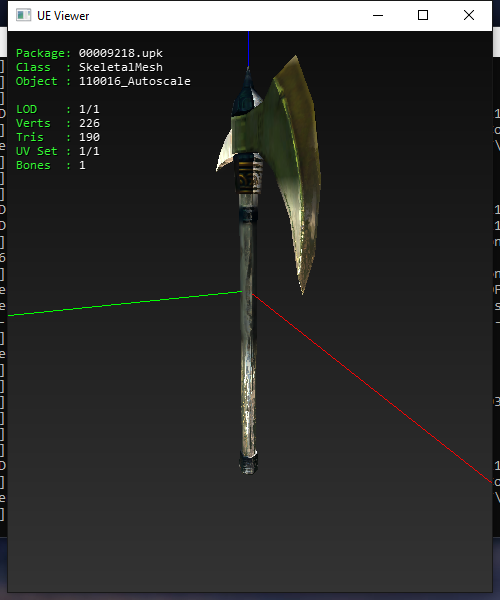 UE Viewer
Package: 00009218.upk
Class : SkeletalMesh
Object : 110016_Autoscale
LOD : 1/1
Verts : 226
Tris : 190
UV Set : 1/1
Bones : 1